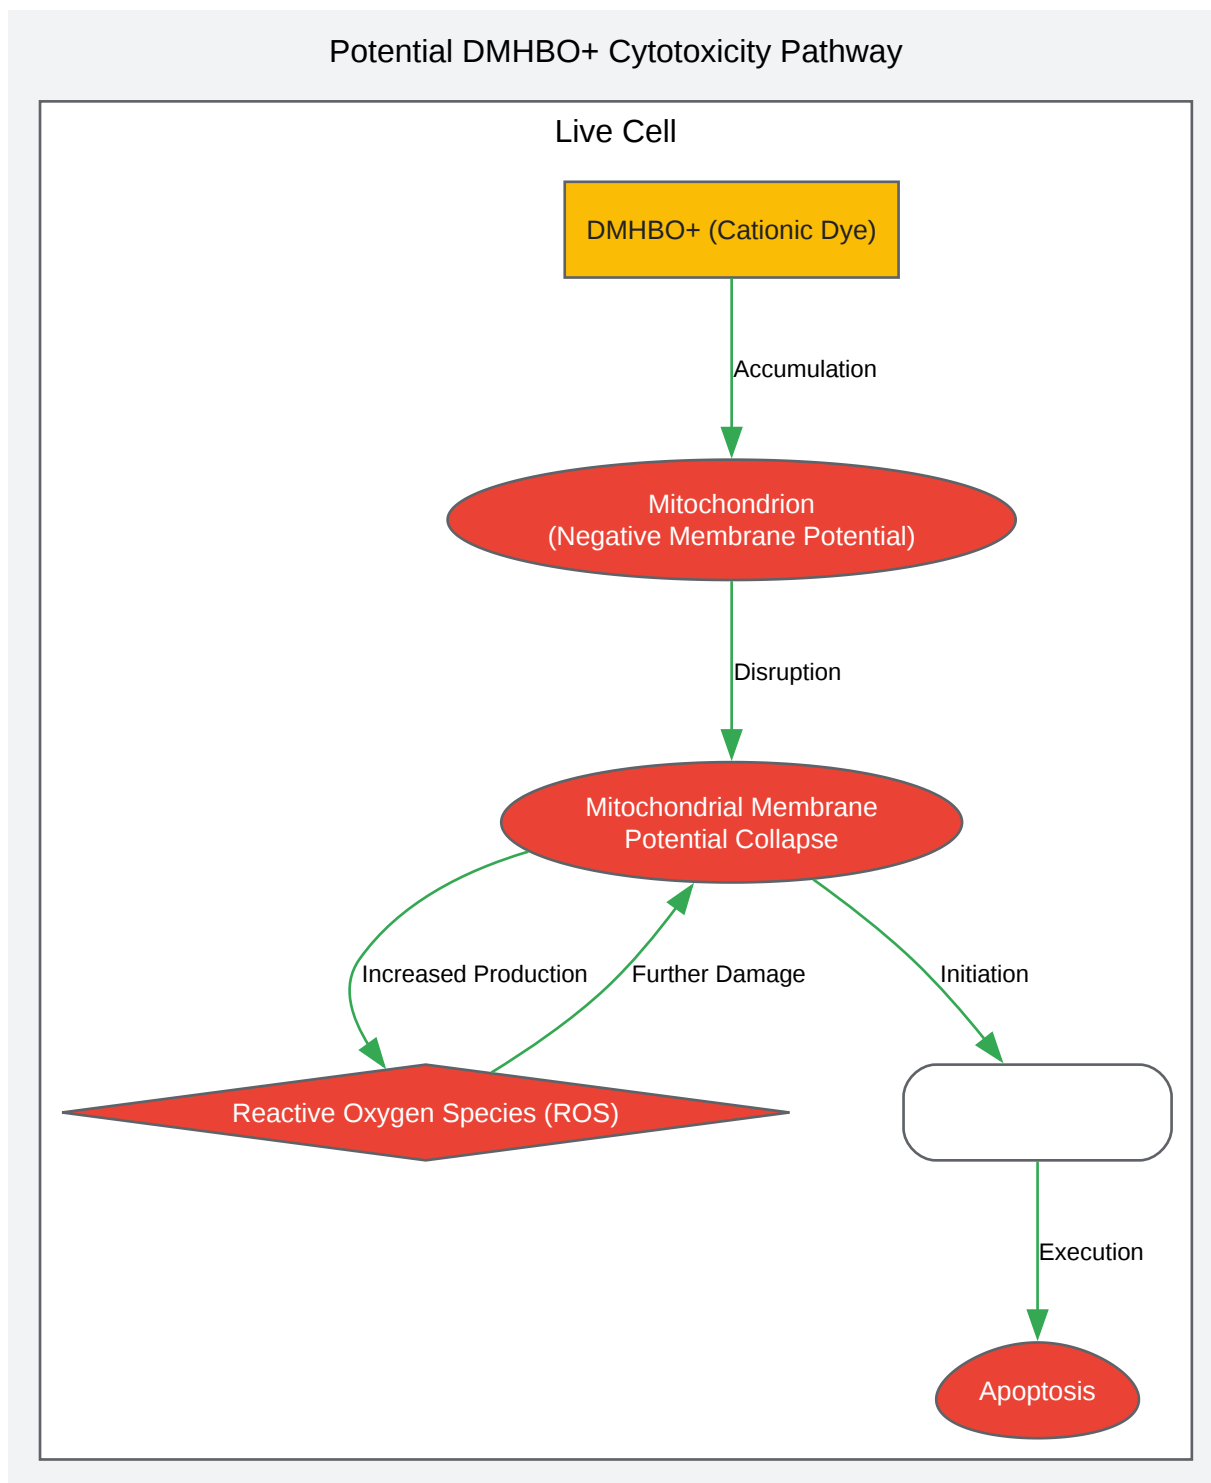 Potential DMHBO+ Cytotoxicity Pathway
Live Cell
DMHBO+ (Cationic Dye)
Accumulation
Mitochondrion
(Negative Membrane Potential)
Disruption
Mitochondrial Membrane
Potential Collapse
Increased Production
Further Damage
Initiation
Reactive Oxygen Species (ROS)
Execution
Apoptosis